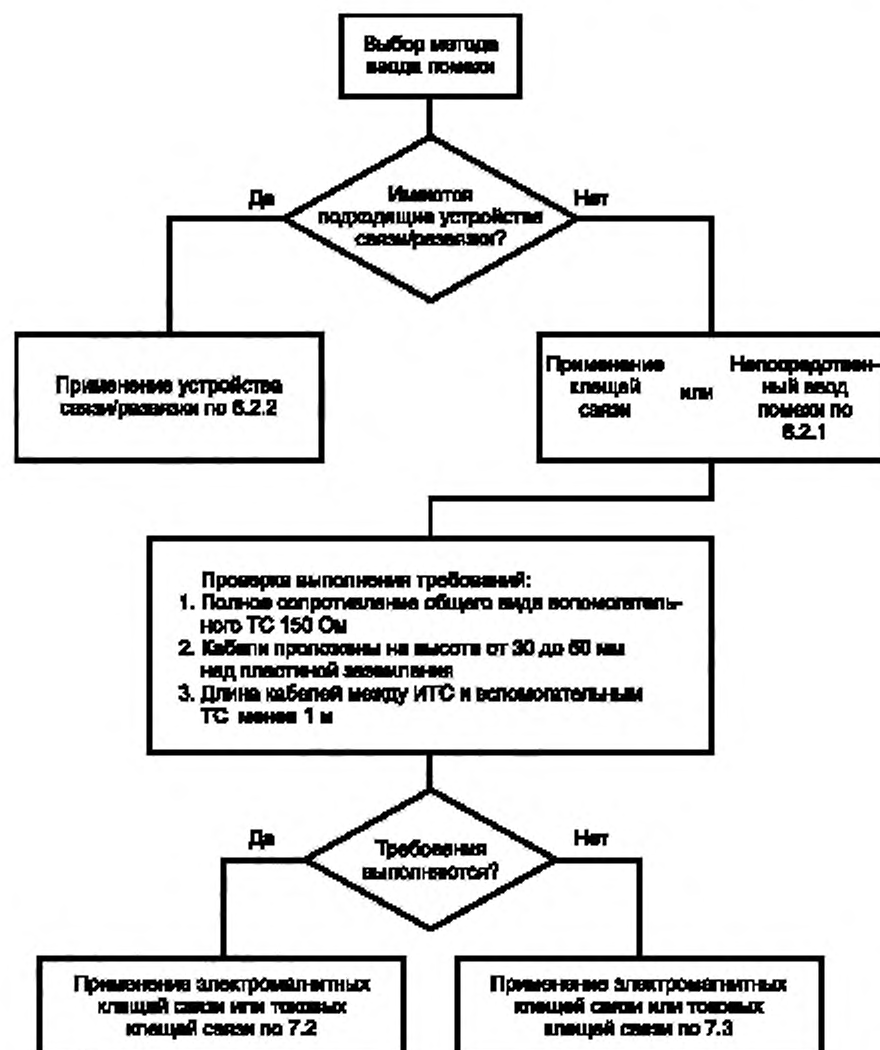 Выбор метода
ввода помехи
Да
Нет
Имеются
подходящие устройства
связи/развязки?
Применение устройства
связи/развязки по 6.2.2
Применение
клещей
связи
или
Непосредствен-
ный ввод
помехи по
6.2.1
Проверка выполнения требований:
1. Полное сопротивление общего вида вспомогатель-
ного ТС 150 Ом
2. Кабели проложены на высоте от 30 до 50 мм
над пластиной заземления
3. Длина кабелей между ИТС и вспомогательным
ТС менее 1 м
Да
Нет
Требования
выполняются?
Применение электромагнитных
клещей связи или токовых
клещей связи по 7.2
Применение электромагнитных
клещей связи или токовых
клещей связи по 7.3